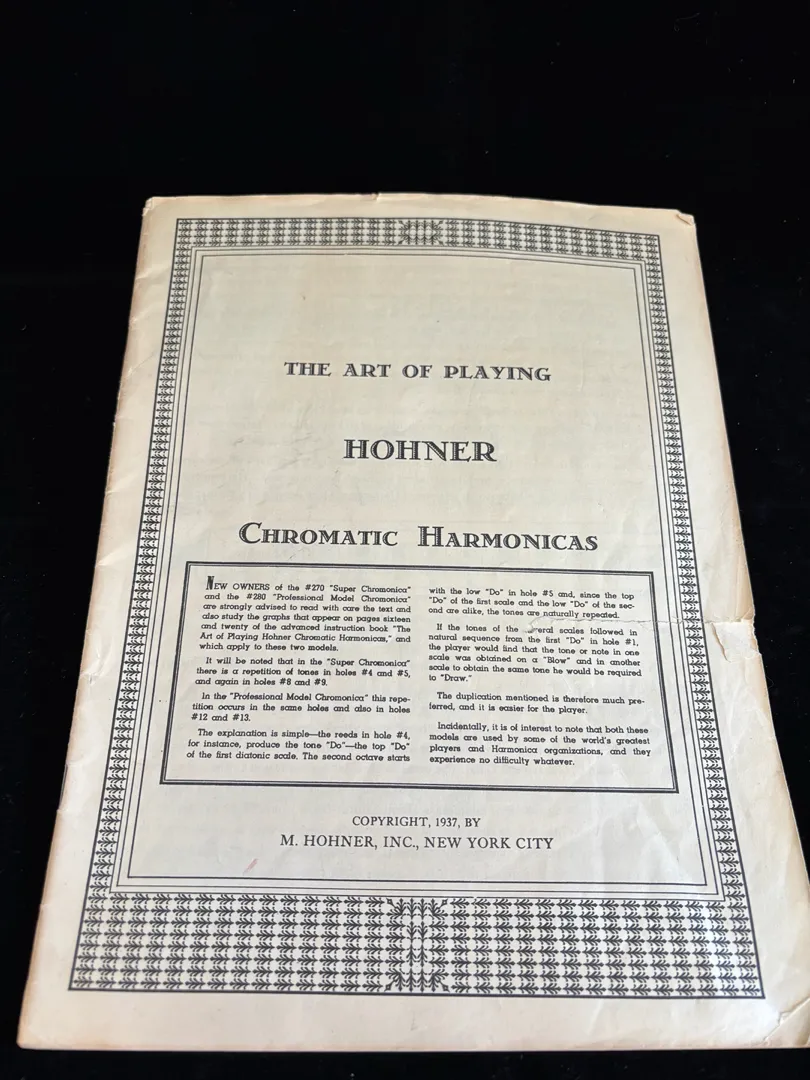 THE ART OF PLAYING
HOHNER
CHROMATIC HARMONICAS
NEW OWNERS of the #270 "Super Chromonica"
and the #280 "Professional Model Chromonica"
are strongly advised to read with care the text and
also study the graphs that appear on pages sixteen
and twenty of the advanced instruction book "The
Art of Playing Hohner Chromatic Harmonicas," and
which apply to these two models.
It will be noted that in the "Super Chromonica"
there is a repetition of tones in holes #4 and #5,
and again in holes #8 and #9.
In the "Professional Model Chromonica" this repe-
tition occurs in the same holes and also in holes
#12 and #13.
The explanation is simple—the reeds in hole #4,
for instance, produce the tone "Do"—the top "Do"
of the first diatonic scale. The second octave starts
with the low "Do" in hole #5 and, since the top
"Do" of the first scale and the low "Do" of the sec-
ond are alike, the tones are naturally repeated.
If the tones of the several scales followed in
natural sequence from the first "Do" in hole #1,
the player would find that the tone or note in one
scale was obtained on a "Blow" and in another
scale to obtain the same tone he would be required
to "Draw."
The duplication mentioned is therefore much pre-
ferred, and it is easier for the player.
Incidentally, it is of interest to note that both these
models are used by some of the world's greatest
players and Harmonica organizations, and they
experience no difficulty whatever.
COPYRIGHT, 1937, BY
M. HOHNER, INC., NEW YORK CITY